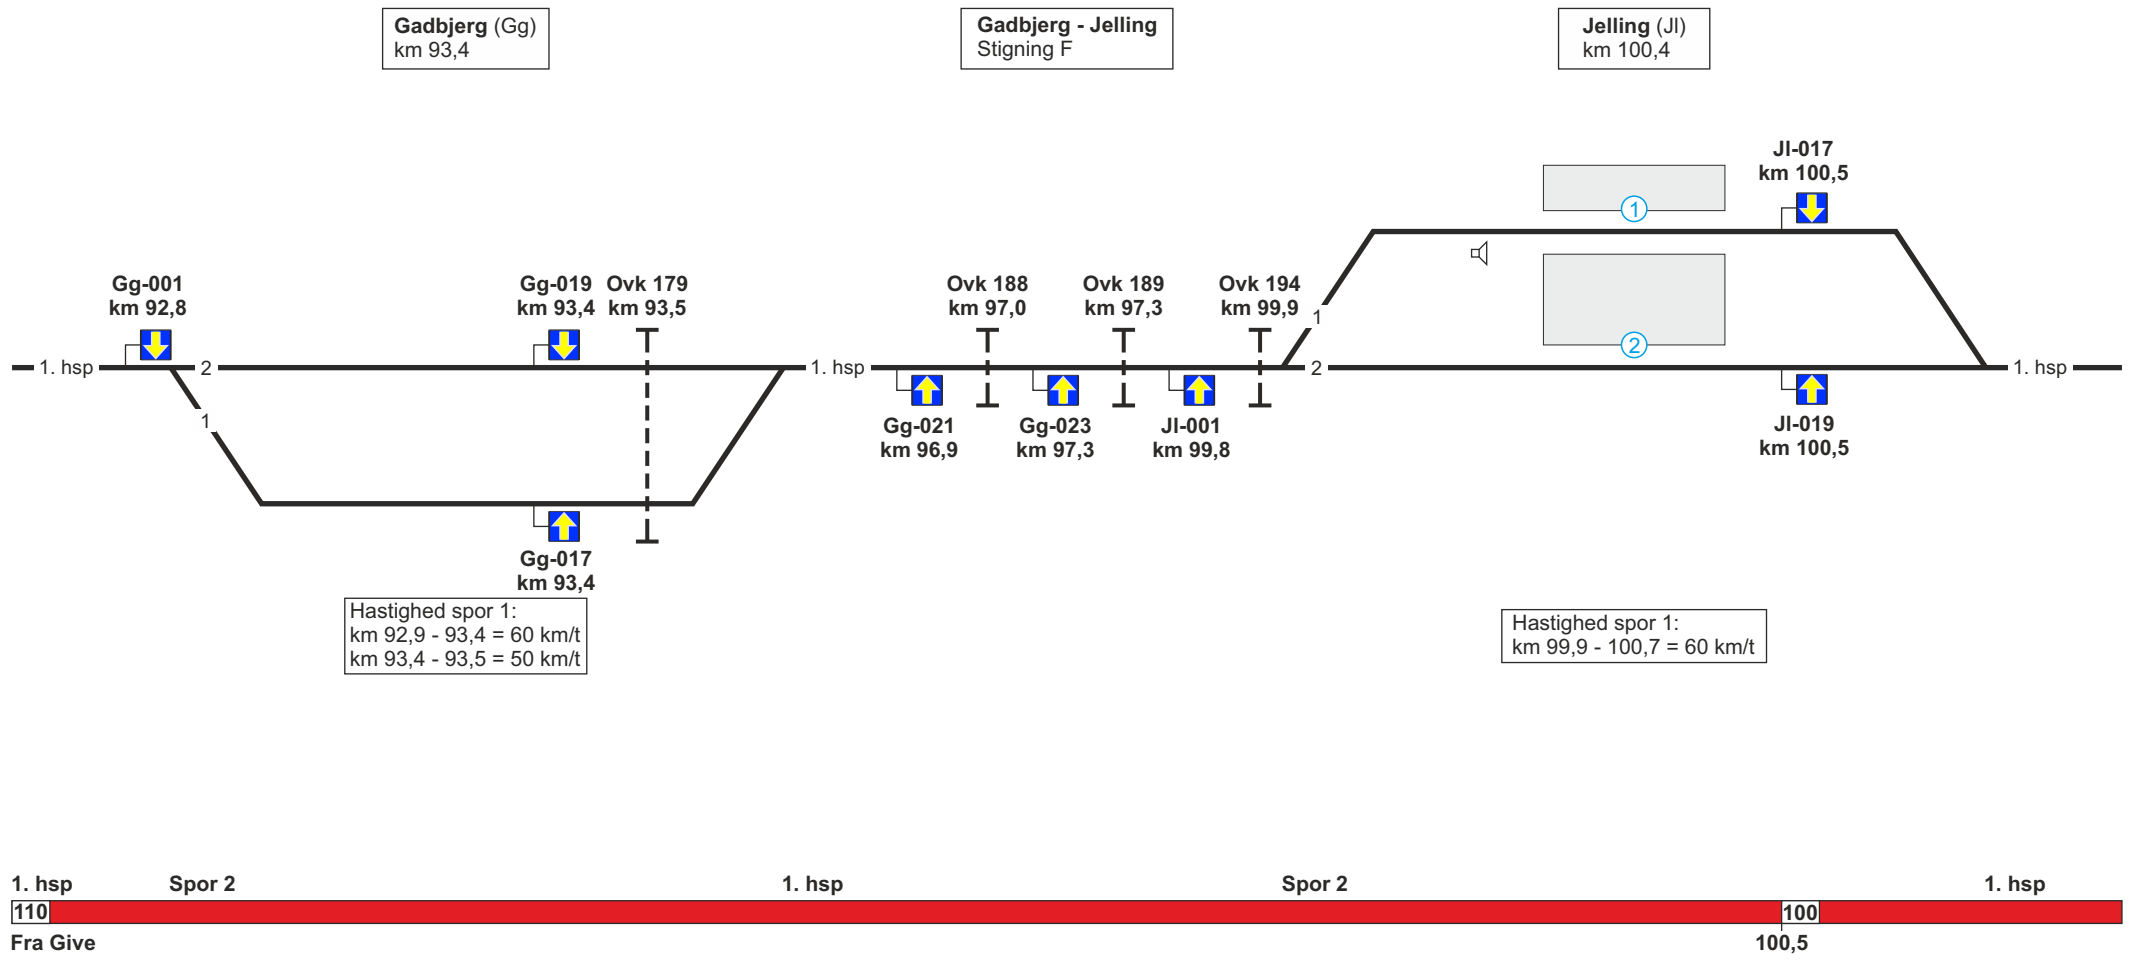 Gadbjerg (Gg)
km 93,4
Gadbjerg - Jelling
Stigning F
Jelling (Jl)
km 100,4
Jl-017
km 100,5
1
Gg-001
km 92,8
Gg-019
km 93,4
Ovk 179
km 93,5
Ovk 188
km 97,0
Ovk 189
km 97,3
Ovk 194
km 99,9
1
2
1. hsp
2
1. hsp
2
1. hsp
1
Gg-021
km 96,9
Gg-023
km 97,3
Jl-001
km 99,8
Jl-019
km 100,5
Gg-017
km 93,4
Hastighed spor 1:
km 92,9 - 93,4 = 60 km/t
km 93,4 - 93,5 = 50 km/t
Hastighed spor 1:
km 99,9 - 100,7 = 60 km/t
1. hsp
Spor 2
1. hsp
Spor 2
1. hsp
110
100
Fra Give
100,5